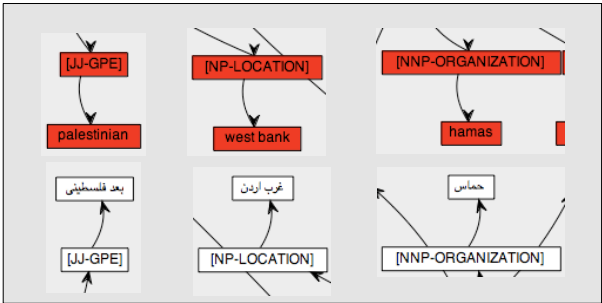 [JJ-GPE]
palestinian
[NP-LOCATION]
west bank
[NNP-ORGANIZATION]
hamas
بعد فلسطینی
[JJ-GPE]
غرب اردن
[NP-LOCATION]
حماس
[NNP-ORGANIZATION]